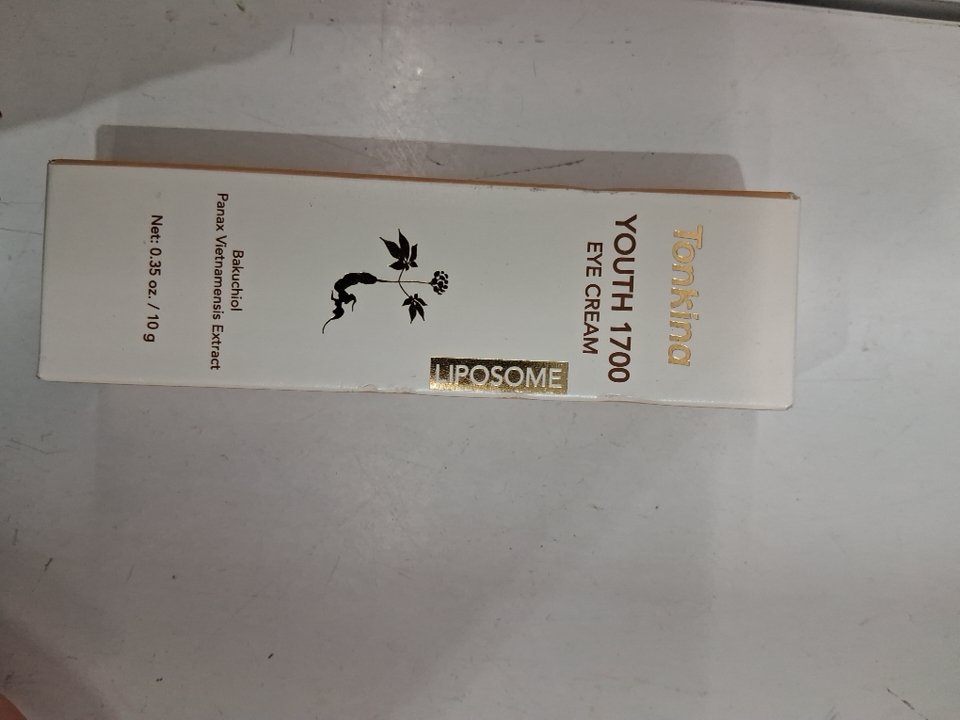 Tonkina
YOUTH 1700
EYE CREAM
LIPOSOME
Bakuchiol
Panax Vietnamensis Extract
Net: 0.35 oz. / 10 g